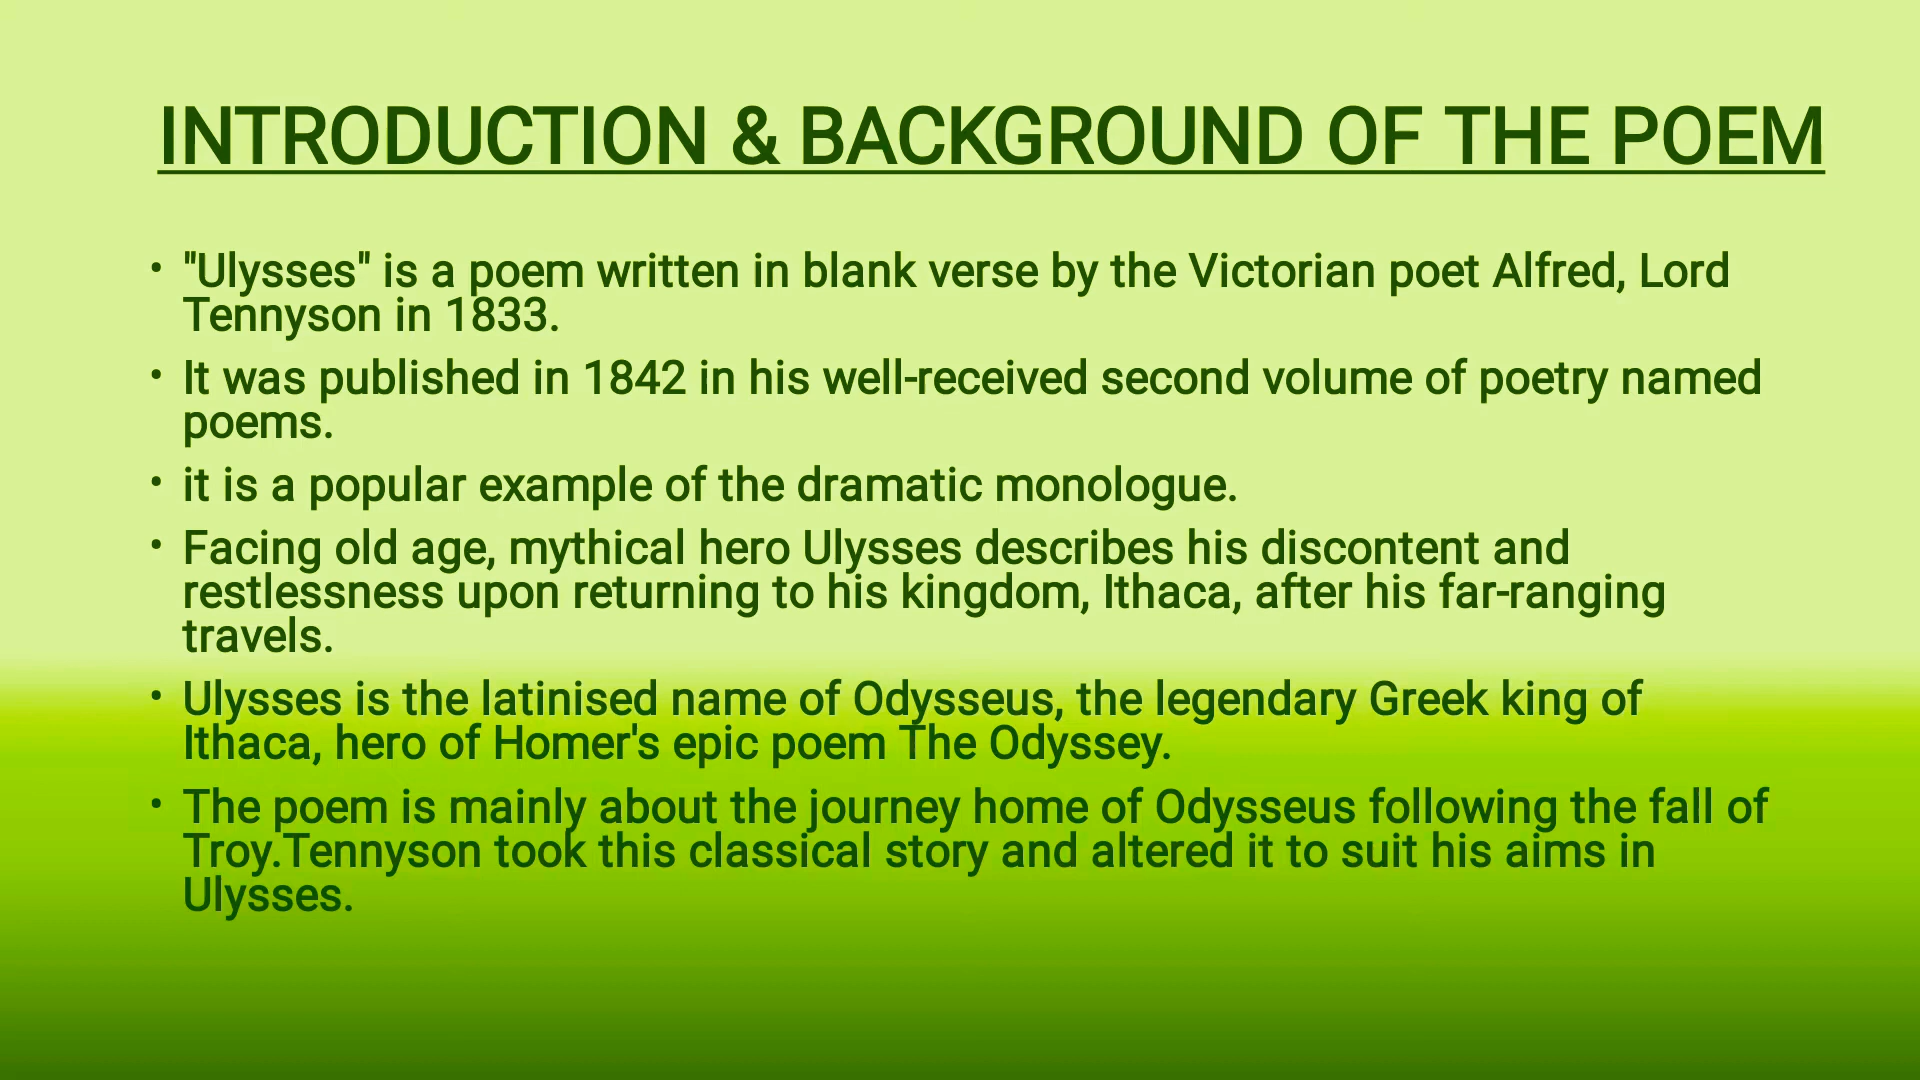 INTRODUCTION & BACKGROUND OF THE POEM
• "Ulysses" is a poem written in blank verse by the Victorian poet Alfred, Lord
Tennyson in 1833.
• It was published in 1842 in his well-received second volume of poetry named
poems.
• it is a popular example of the dramatic monologue.
• Facing old age, mythical hero Ulysses describes his discontent and
restlessness upon returning to his kingdom, Ithaca, after his far-ranging
travels.
• Ulysses is the latinised name of Odysseus, the legendary Greek king of
Ithaca, hero of Homer's epic poem The Odyssey.
• The poem is mainly about the journey home of Odysseus following the fall of
Troy.Tennyson took this classical story and altered it to suit his aims in
Ulysses.